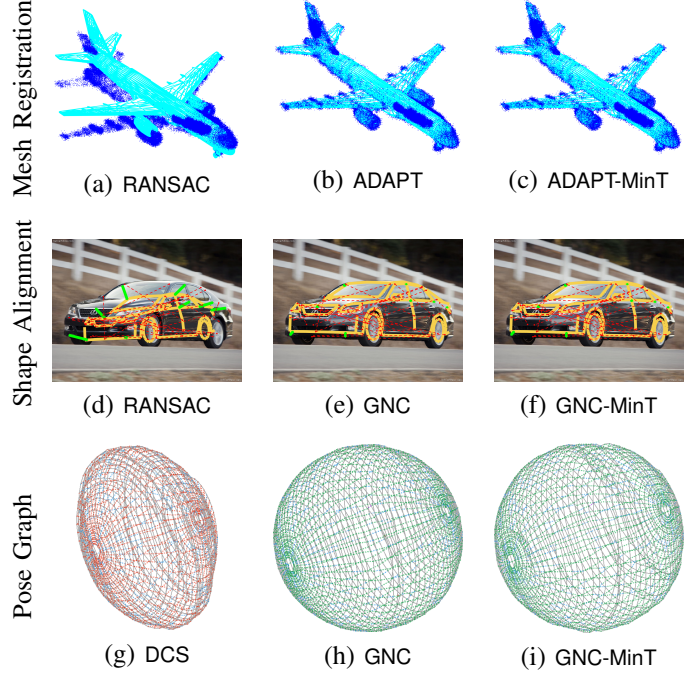 Mesh Registration
(a) RANSAC
(b) ADAPT
(c) ADAPT-MinT
Shape Alignment
(d) RANSAC
(e) GNC
(f) GNC-MinT
Pose Graph
(g) DCS
(h) GNC
(i) GNC-MinT